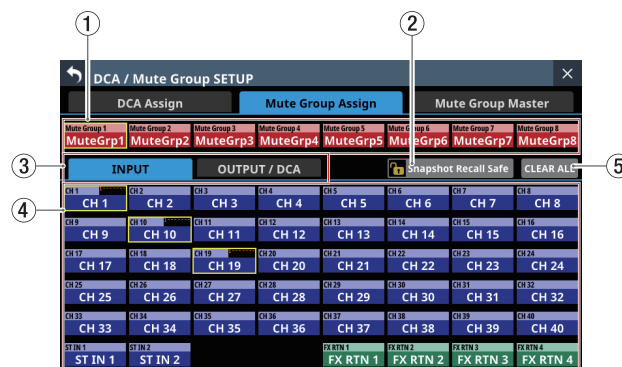 ① ②
DCA / Mute Group SETUP ×
DCA Assign Mute Group Assign Mute Group Master
Mute Group 1 Mute Group 2 Mute Group 3 Mute Group 4 Mute Group 5 Mute Group 6 Mute Group 7 Mute Group 8
MuteGrp1 MuteGrp2 MuteGrp3 MuteGrp4 MuteGrp5 MuteGrp6 MuteGrp7 MuteGrp8
③ INPUT OUTPUT / DCA Snapshot Recall Safe CLEAR ALL ⑤
④ CH 1 CH 2 CH 3 CH 4 CH 5 CH 6 CH 7 CH 8
CH 1 CH 2 CH 3 CH 4 CH 5 CH 6 CH 7 CH 8
CH 9 CH 10 CH 11 CH 12 CH 13 CH 14 CH 15 CH 16
CH 9 CH 10 CH 11 CH 12 CH 13 CH 14 CH 15 CH 16
CH 17 CH 18 CH 19 CH 20 CH 21 CH 22 CH 23 CH 24
CH 17 CH 18 CH 19 CH 20 CH 21 CH 22 CH 23 CH 24
CH 25 CH 26 CH 27 CH 28 CH 29 CH 30 CH 31 CH 32
CH 25 CH 26 CH 27 CH 28 CH 29 CH 30 CH 31 CH 32
CH 33 CH 34 CH 35 CH 36 CH 37 CH 38 CH 39 CH 40
CH 33 CH 34 CH 35 CH 36 CH 37 CH 38 CH 39 CH 40
ST IN 1 ST IN 2 FX RTN 1 FX RTN 2 FX RTN 3 FX RTN 4
ST IN 1 ST IN 2 FX RTN 1 FX RTN 2 FX RTN 3 FX RTN 4